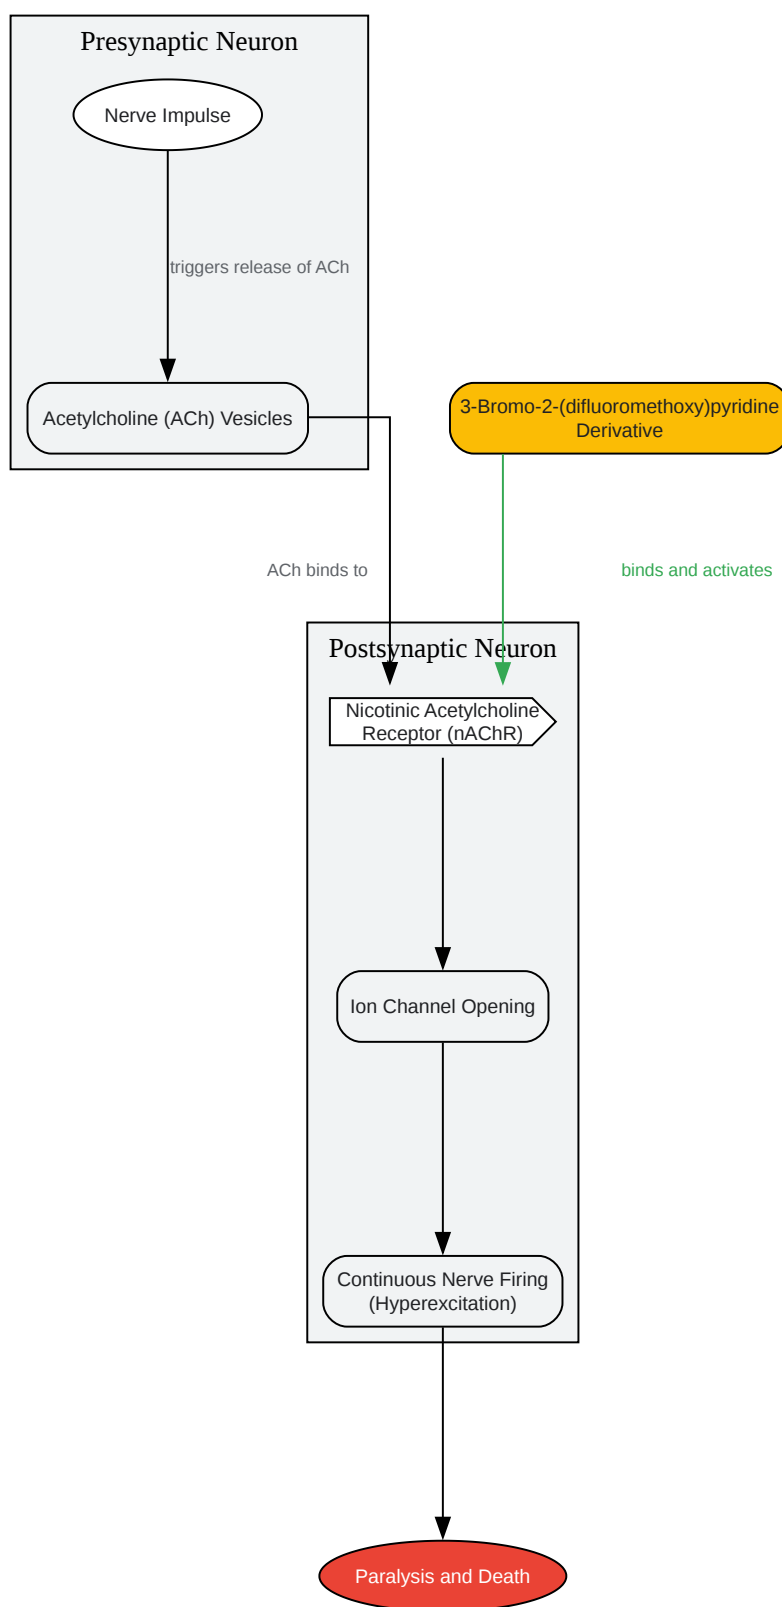 Presynaptic Neuron
Nerve Impulse
triggers release of ACh
Acetylcholine (ACh) Vesicles
3-Bromo-2-(difluoromethoxy)pyridine
Derivative
ACh binds to
binds and activates
Postsynaptic Neuron
Nicotinic Acetylcholine
Receptor (nAChR)
Ion Channel Opening
Continuous Nerve Firing
(Hyperexcitation)
Paralysis and Death